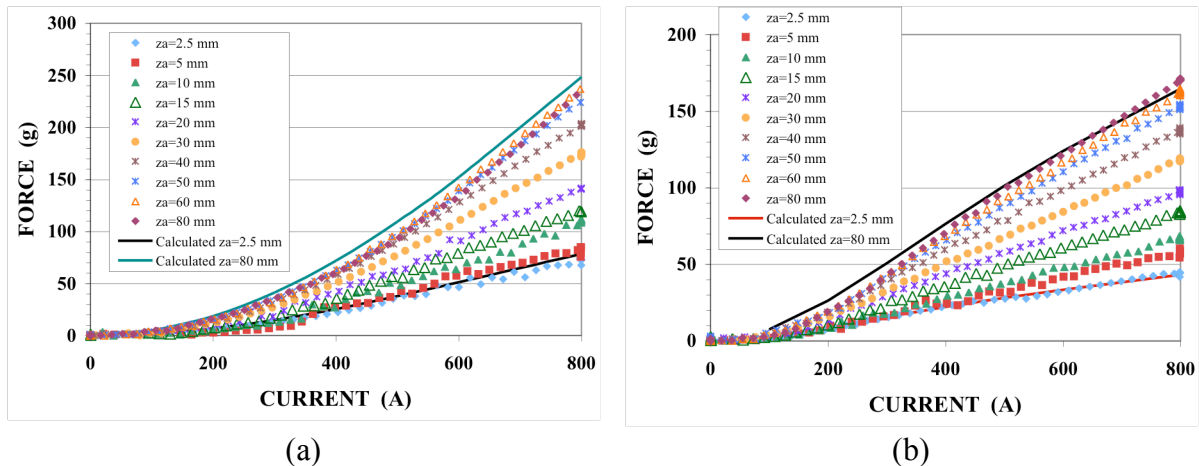 300
250
200
150
100
50
0
FORCE (g)
za=2.5 mm
za=5 mm
za=10 mm
za=15 mm
za=20 mm
za=30 mm
za=40 mm
za=50 mm
za=60 mm
za=80 mm
Calculated za=2.5 mm
Calculated za=80 mm
0 200 400 600 800
CURRENT (A)
(a)
200
150
100
50
0
FORCE (g)
za=2.5 mm
za=5 mm
za=10 mm
za=15 mm
za=20 mm
za=30 mm
za=40 mm
za=50 mm
za=60 mm
za=80 mm
Calculated za=2.5 mm
Calculated za=80 mm
0 200 400 600 800
CURRENT (A)
(b)